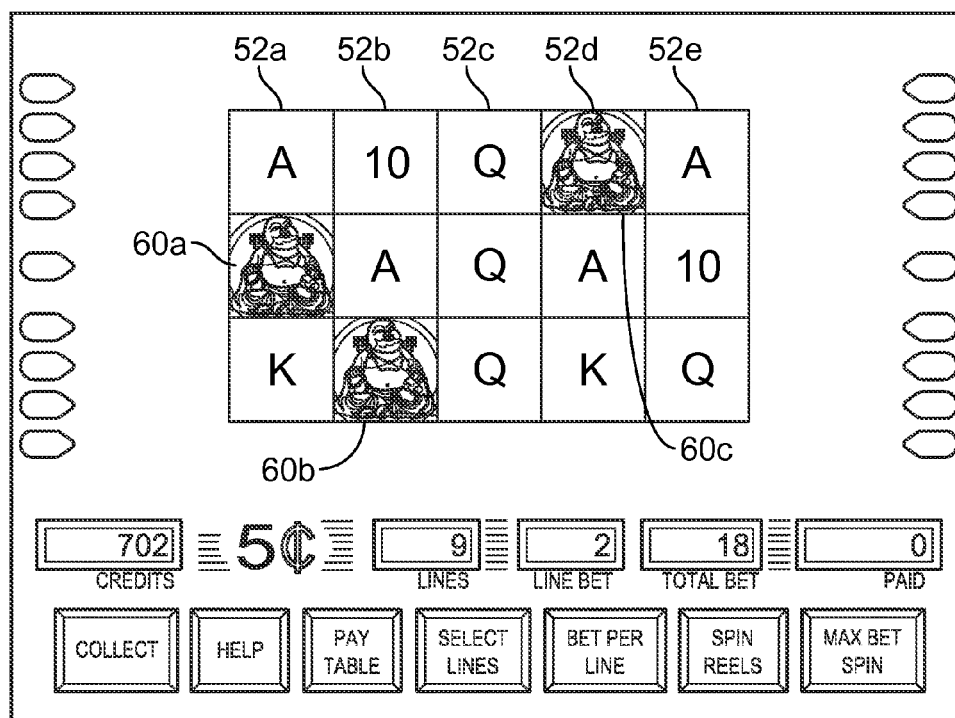 52a 52b 52c 52d 52e
A 10 Q A
60a A Q A 10
K Q K Q
60b 60c
702 5¢ 9 2 18 0
CREDITS LINES LINE BET TOTAL BET PAID
COLLECT HELP PAY TABLE SELECT LINES BET PER LINE SPIN REELS MAX BET SPIN